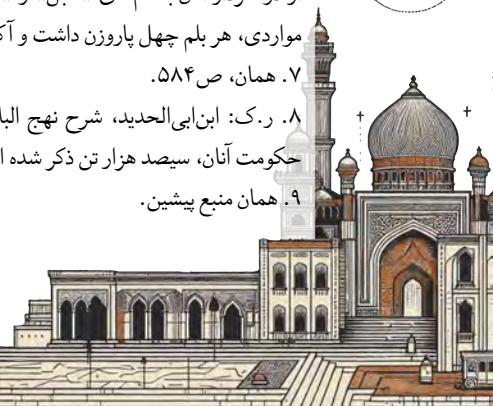 مواردی، هر بلم چهل پاروزن داشت و
۷. همان، ص۵۸۴.
۸. ر.ک: ابن‌ابی‌الحدید، شرح نهج
حکومت آنان، سیصد هزار تن ذکر شده
۹. همان منبع پیشین.